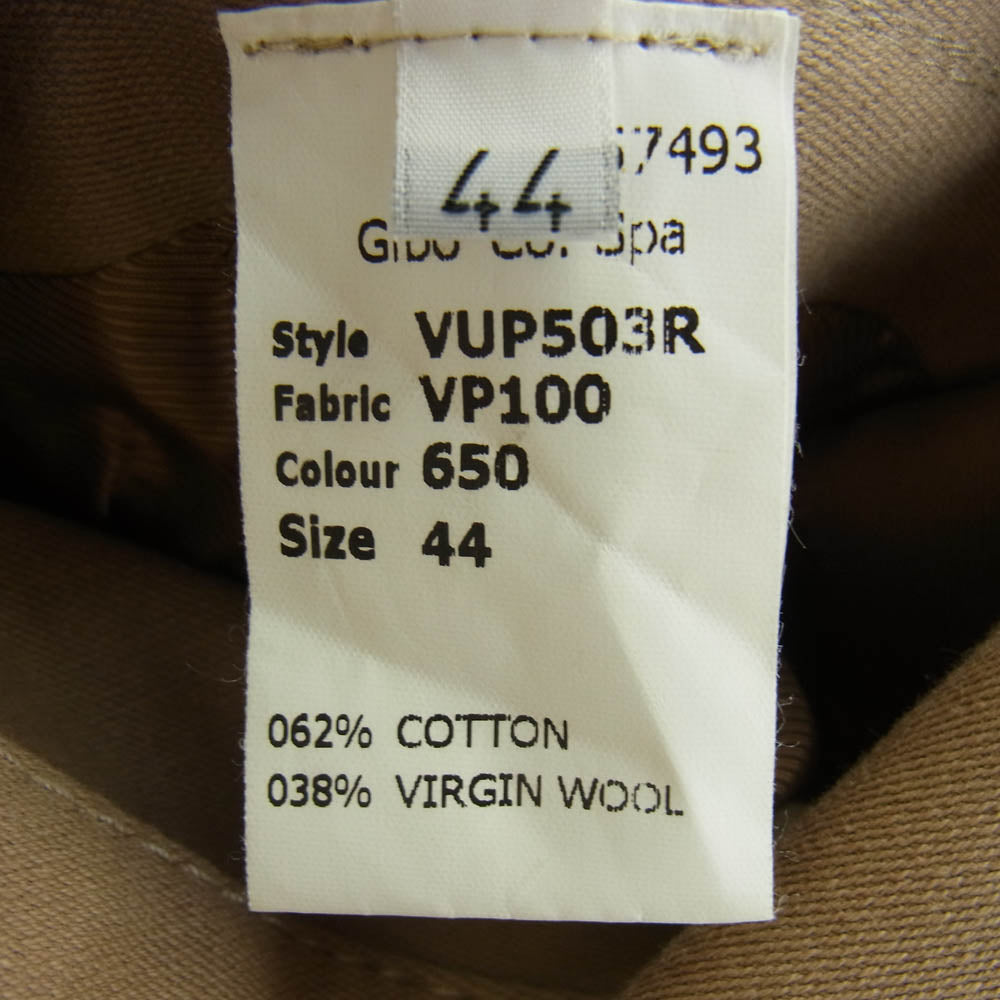 44
57493
Gibo Co. Spa
Style VUP503R
Fabric VP100
Colour 650
Size 44
062% COTTON
038% VIRGIN WOOL